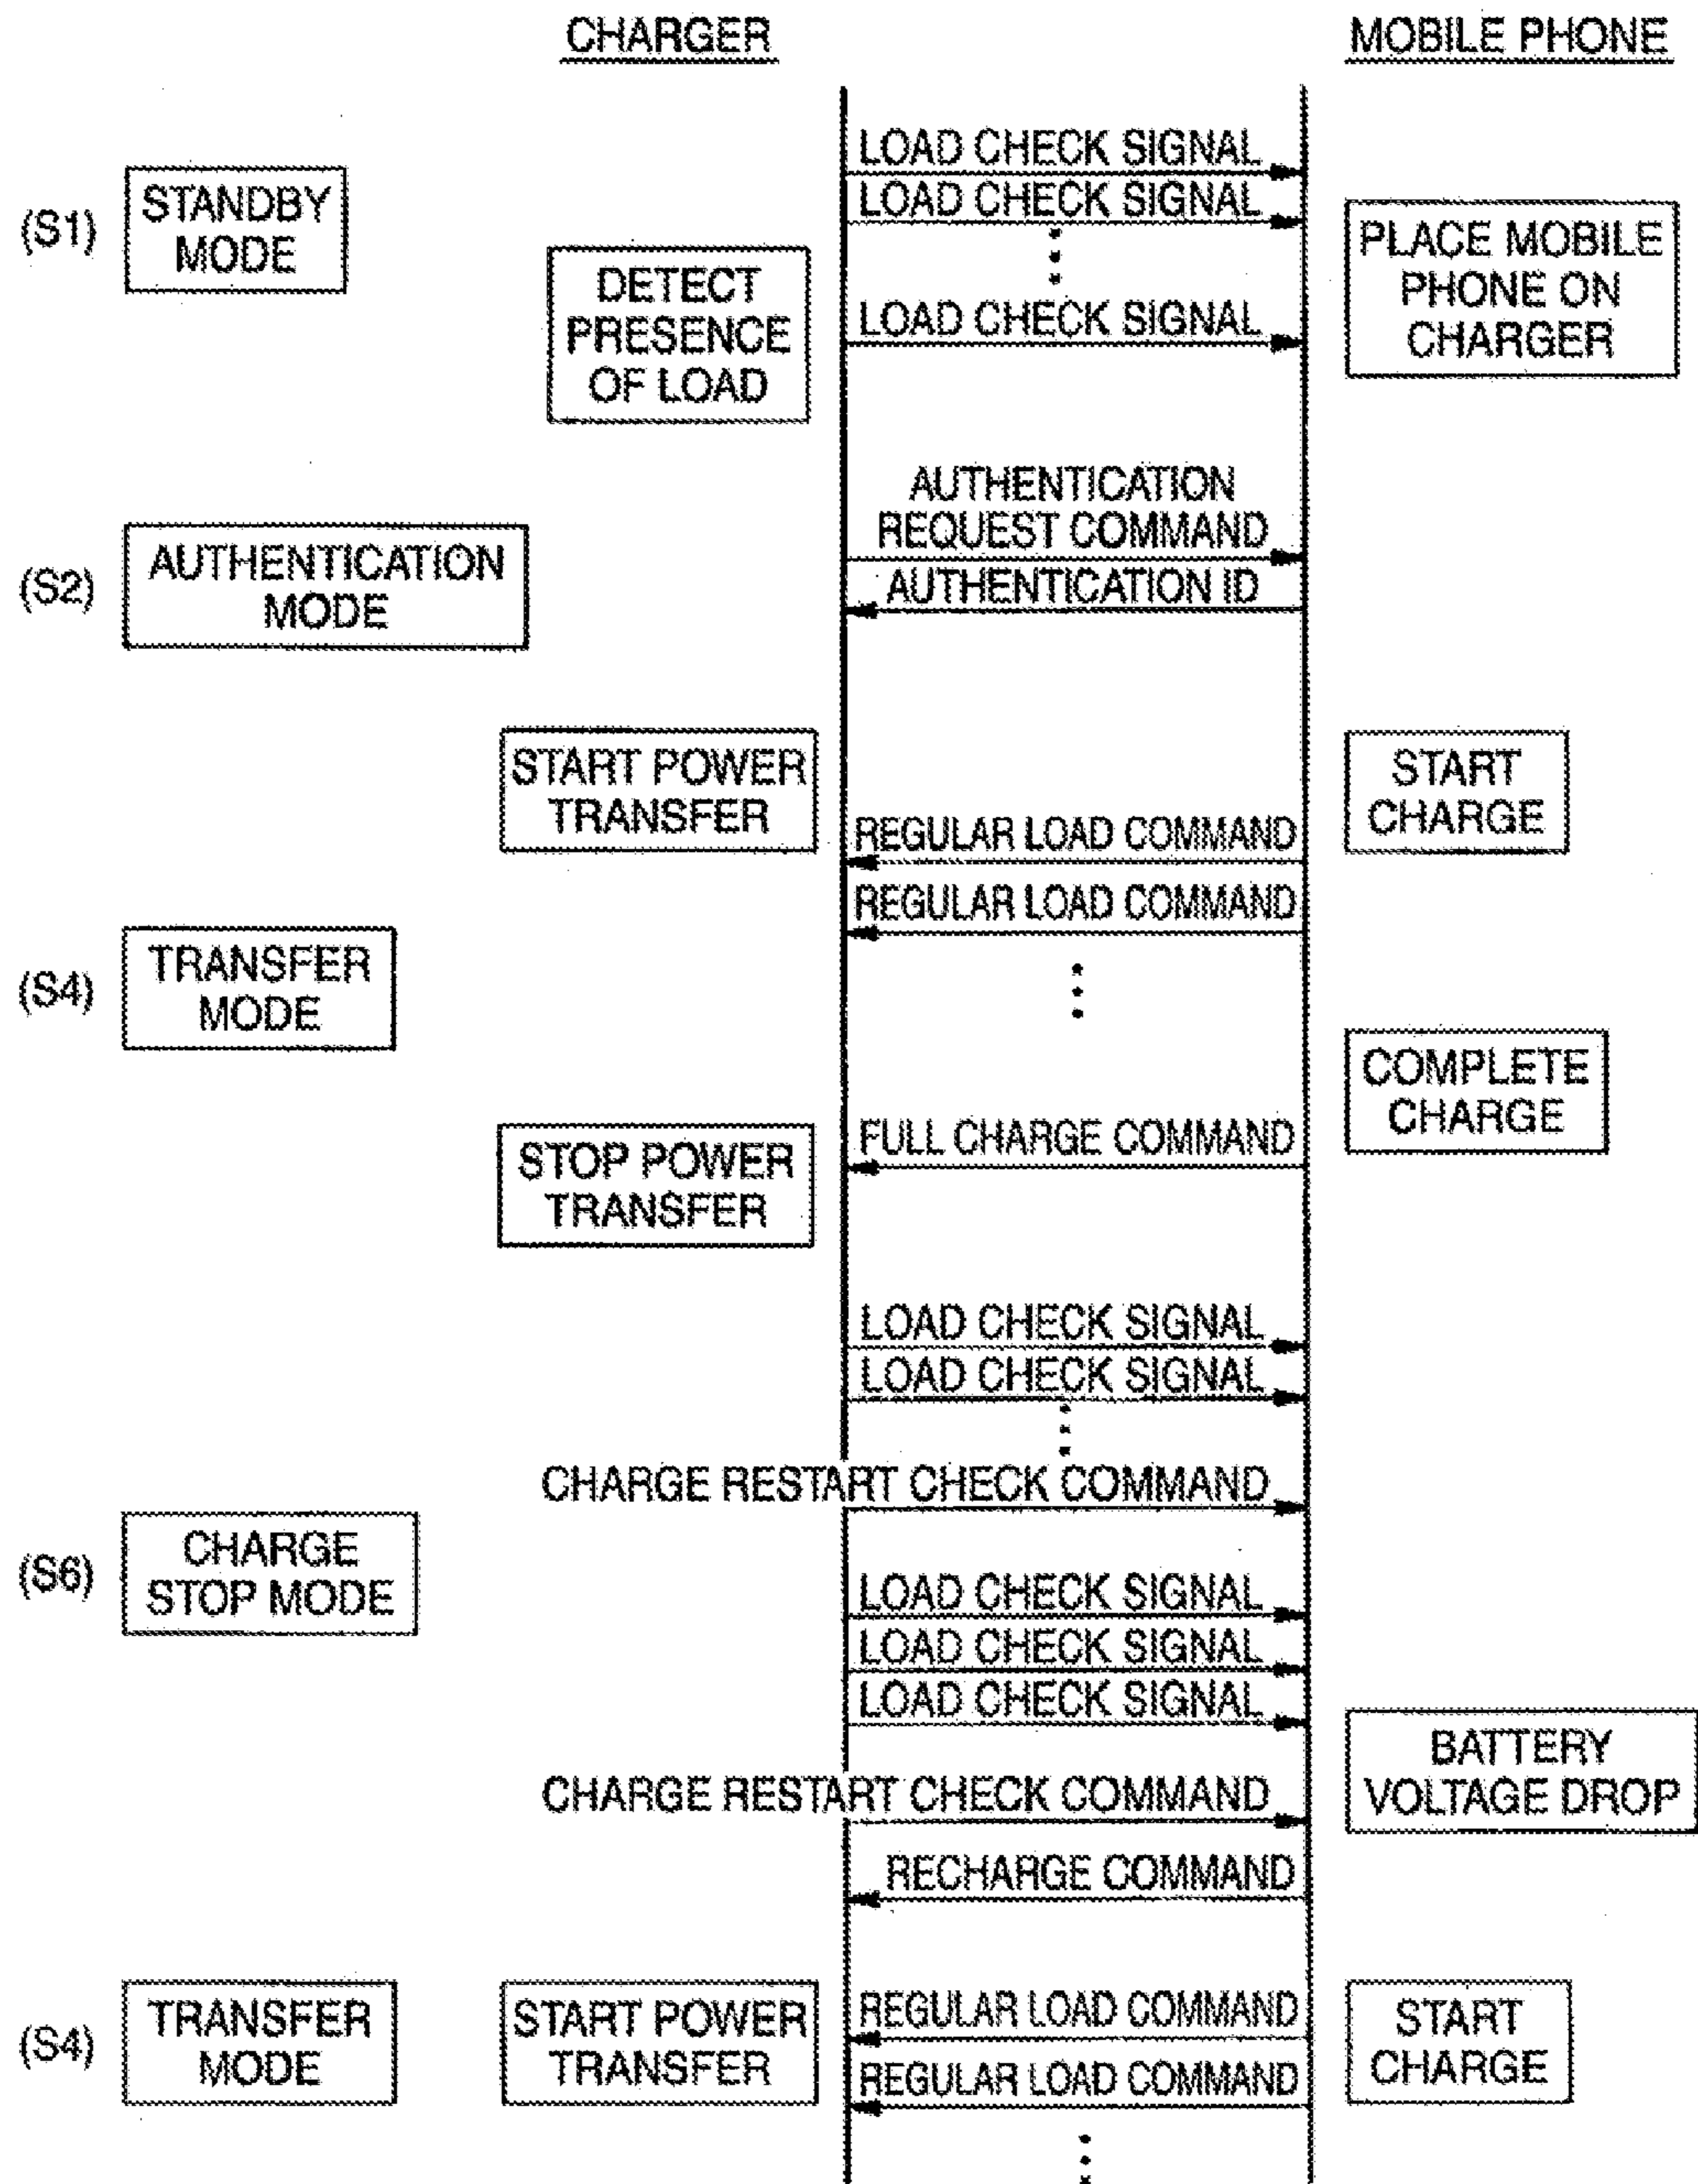 CHARGER
MOBILE PHONE
LOAD CHECK SIGNAL
LOAD CHECK SIGNAL
(S1)
STANDBY
MODE
PLACE MOBILE
PHONE ON
CHARGER
DETECT
PRESENCE
OF LOAD
LOAD CHECK SIGNAL
AUTHENTICATION
REQUEST COMMAND
(S2)
AUTHENTICATION
MODE
AUTHENTICATION ID
START POWER
TRANSFER
START
CHARGE
REGULAR LOAD COMMAND
REGULAR LOAD COMMAND
(S4)
TRANSFER
MODE
COMPLETE
CHARGE
FULL CHARGE COMMAND
STOP POWER
TRANSFER
LOAD CHECK SIGNAL
LOAD CHECK SIGNAL
CHARGE RESTART CHECK COMMAND
(S6)
CHARGE
STOP MODE
LOAD CHECK SIGNAL
LOAD CHECK SIGNAL
LOAD CHECK SIGNAL
BATTERY
VOLTAGE DROP
CHARGE RESTART CHECK COMMAND
RECHARGE COMMAND
(S4)
TRANSFER
MODE
START POWER
TRANSFER
REGULAR LOAD COMMAND
START
CHARGE
REGULAR LOAD COMMAND